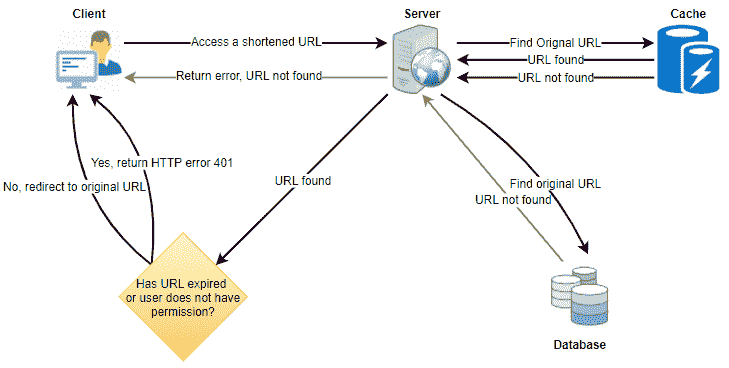 Client
Server
Cache
Access a shortened URL
Find Orignal URL
URL found
Return error, URL not found
URL not found
Yes, return HTTP error 401
No, redirect to original URL
URL found
Find original URL
URL not found
Has URL expired
or user does not have
permission?
Database